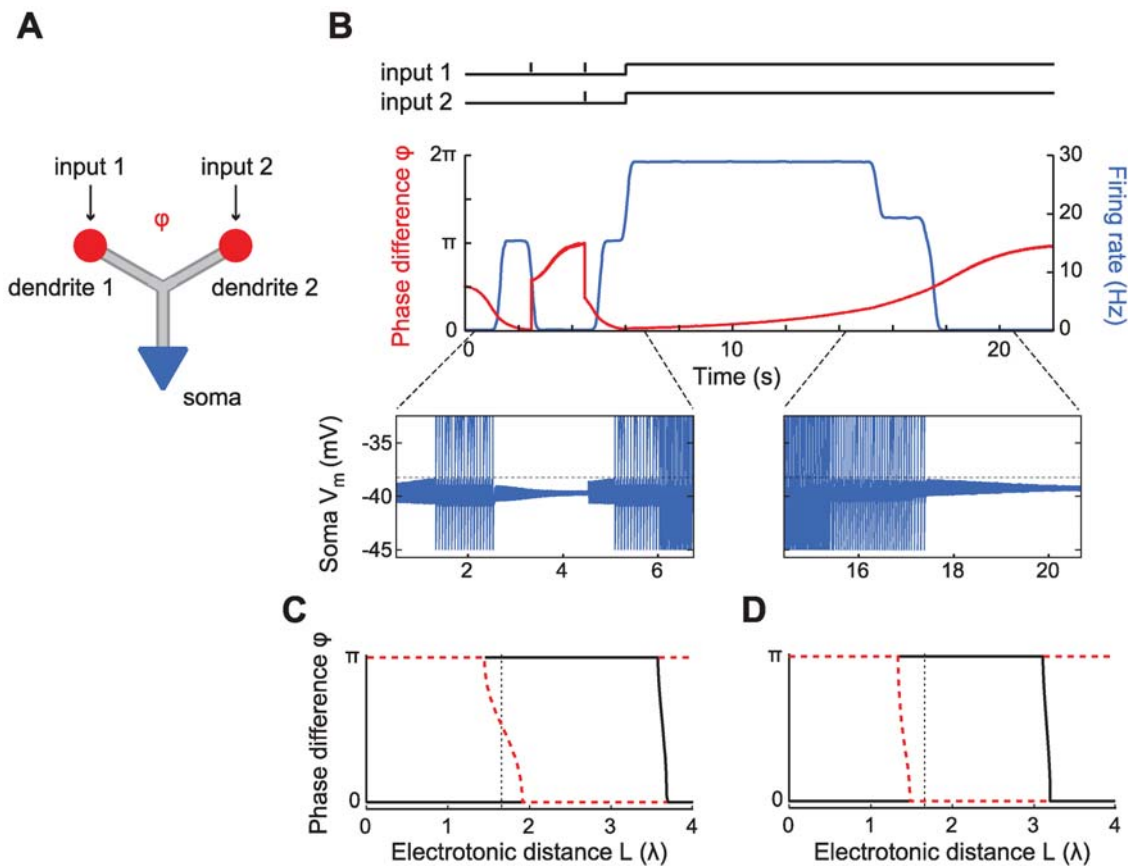 A
input 1
input 2
φ
dendrite 1
dendrite 2
soma
B
input 1
input 2
Phase difference φ
2π
π
0
30
20
10
0
Firing rate (Hz)
0
10
20
Time (s)
Soma Vm (mV)
-35
-40
-45
2
4
6
16
18
20
C
Phase difference φ
π
0
0
1
2
3
4
Electrotonic distance L (λ)
D
π
0
0
1
2
3
4
Electrotonic distance L (λ)